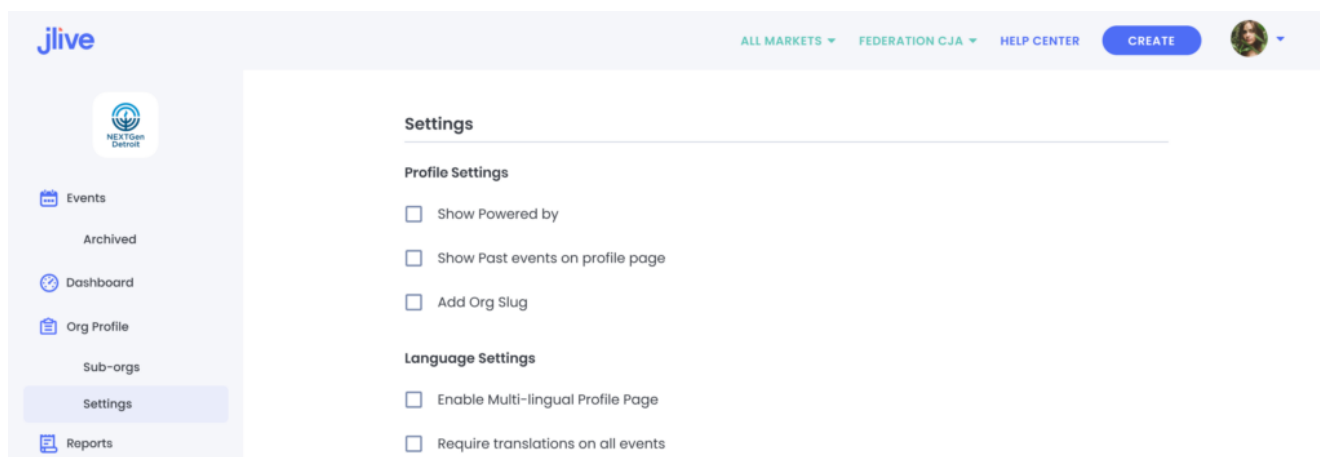 jlive
ALL MARKETS FEDERATION CJA HELP CENTER CREATE
NEXTGen
Detroit
Events
Archived
Dashboard
Org Profile
Sub-orgs
Settings
Reports
Settings
Profile Settings
Show Powered by
Show Past events on profile page
Add Org Slug
Language Settings
Enable Multi-lingual Profile Page
Require translations on all events